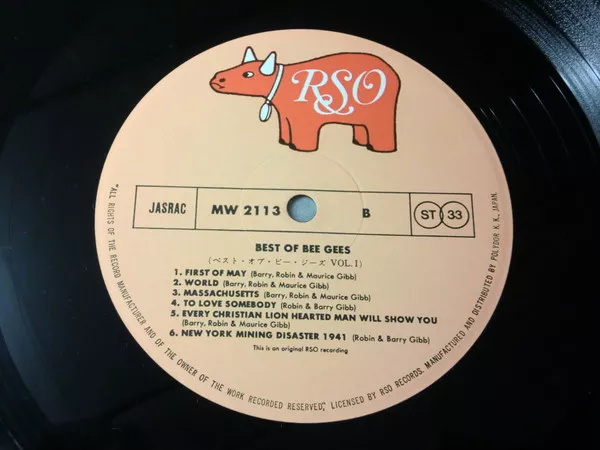 RSO
JASRAC MW 2113 B ST 33
BEST OF BEE GEES
(ベスト・オブ・ビー・ジーズ VOL.1)
1. FIRST OF MAY (Barry, Robin & Maurice Gibb)
2. WORLD (Barry, Robin & Maurice Gibb)
3. MASSACHUSETTS (Barry, Robin & Maurice Gibb)
4. TO LOVE SOMEBODY (Robin & Barry Gibb)
5. EVERY CHRISTIAN LION HEARTED MAN WILL SHOW YOU
(Barry, Robin & Maurice Gibb)
6. NEW YORK MINING DISASTER 1941 (Robin & Barry Gibb)
This is an original RSO recording
"ALL RIGHTS OF THE RECORD MANUFACTURER AND OF THE OWNER OF THE WORK RECORDED RESERVED," LICENSED BY RSO RECORDS. MANUFACTURED AND DISTRIBUTED BY POLYDOR K. K., JAPAN.